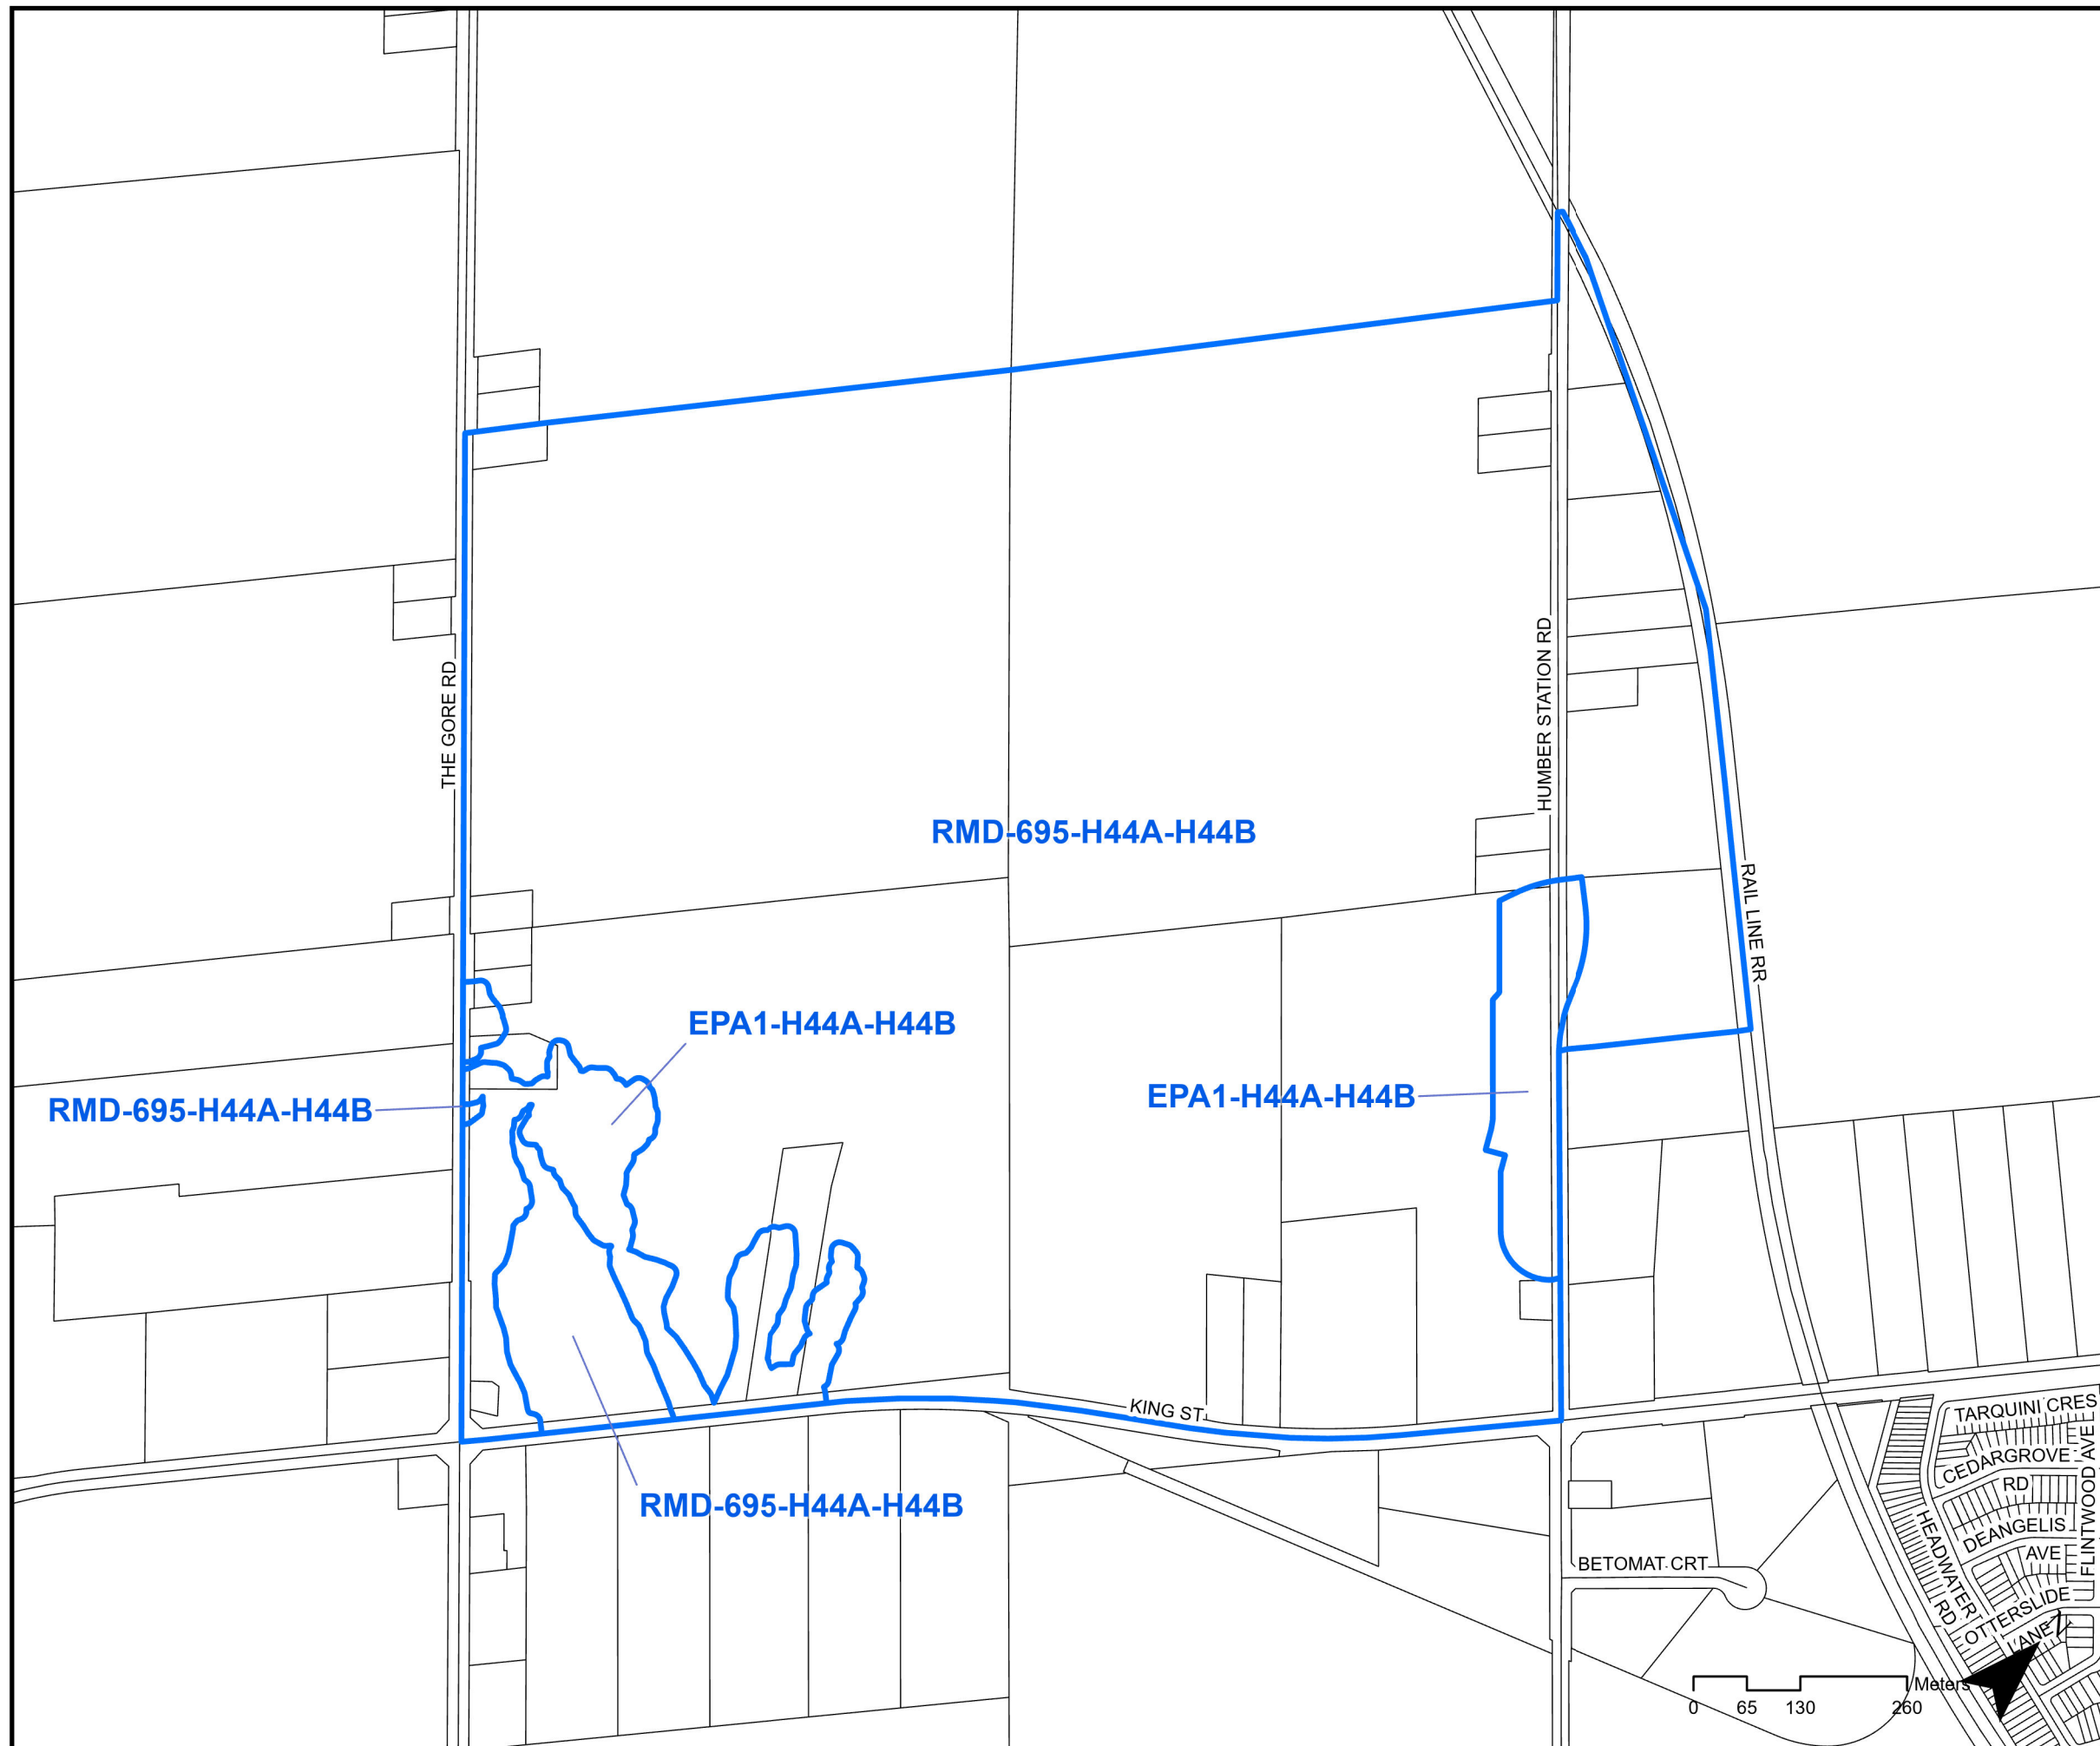 THE GORE RD
HUMBER STATION RD
RMD-695-H44A-H44B
RAIL LINE RR
EPA1-H44A-H44B
EPA1-H44A-H44B
RMD-695-H44A-H44B
KING ST
RMD-695-H44A-H44B
TARQUINI CRES
CEDARGROVE
RD
FLINTWOOD AVE
DEANGELIS
AVE
HEADWATER
RD
BETOMAT CRT
OTTERSLIDE
LANE
Z
Meters
0 65 130 260